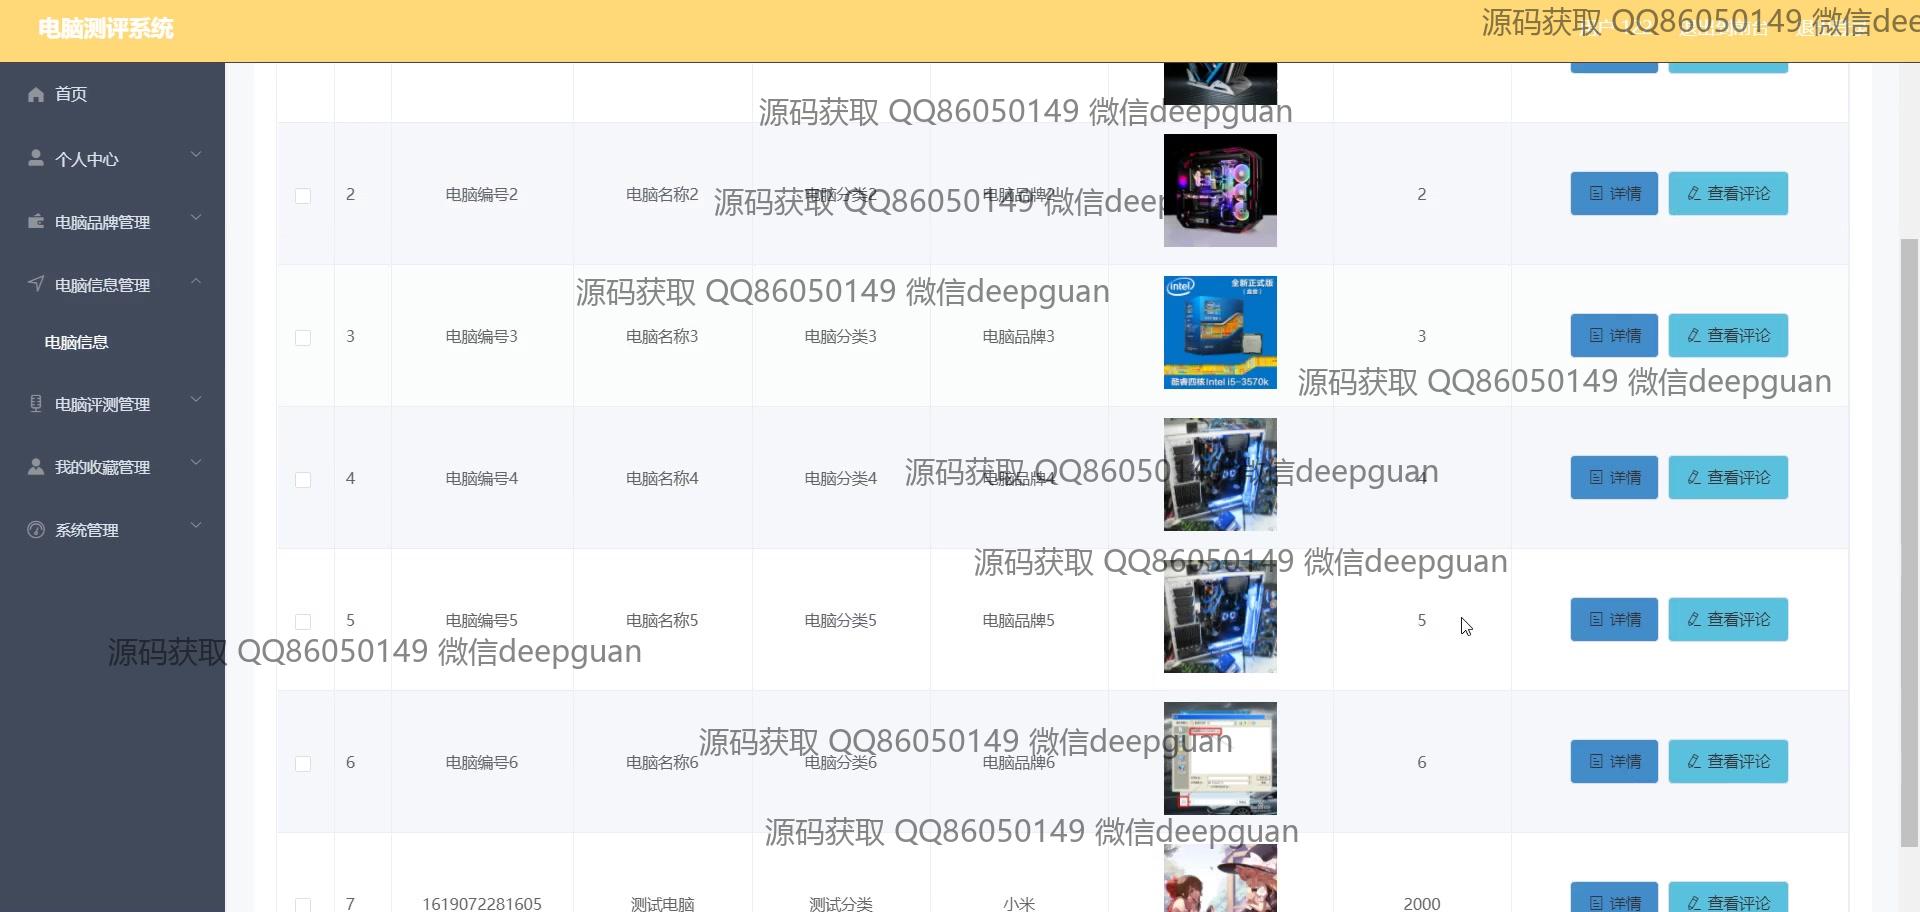 电脑测评系统
源码获取 QQ86050149 微信dee
首页
源码获取 QQ86050149 微信deepguan
个人中心
2 电脑编号2 电脑名称2 电脑分类2 电脑品牌2 2 详情 查看评论
源码获取 QQ86050149 微信deep
电脑品牌管理
电脑信息管理
源码获取 QQ86050149 微信deepguan
intel 全新正式版
3 电脑编号3 电脑名称3 电脑分类3 电脑品牌3 3 详情 查看评论
电脑信息
酷睿四核Intel i5-3570k
源码获取 QQ86050149 微信deepguan
电脑评测管理
我的收藏管理
源码获取 QQ86050149 微信deepguan
4 电脑编号4 电脑名称4 电脑分类4 电脑品牌4 4 详情 查看评论
系统管理
源码获取 QQ86050149 微信deepguan
5 电脑编号5 电脑名称5 电脑分类5 电脑品牌5 5 详情 查看评论
源码获取 QQ86050149 微信deepguan
源码获取 QQ86050149 微信deepguan
6 电脑编号6 电脑名称6 电脑分类6 电脑品牌6 6 详情 查看评论
源码获取 QQ86050149 微信deepguan
7 1619072281605 测试电脑 测试分类 小米 2000 详情 查看评论